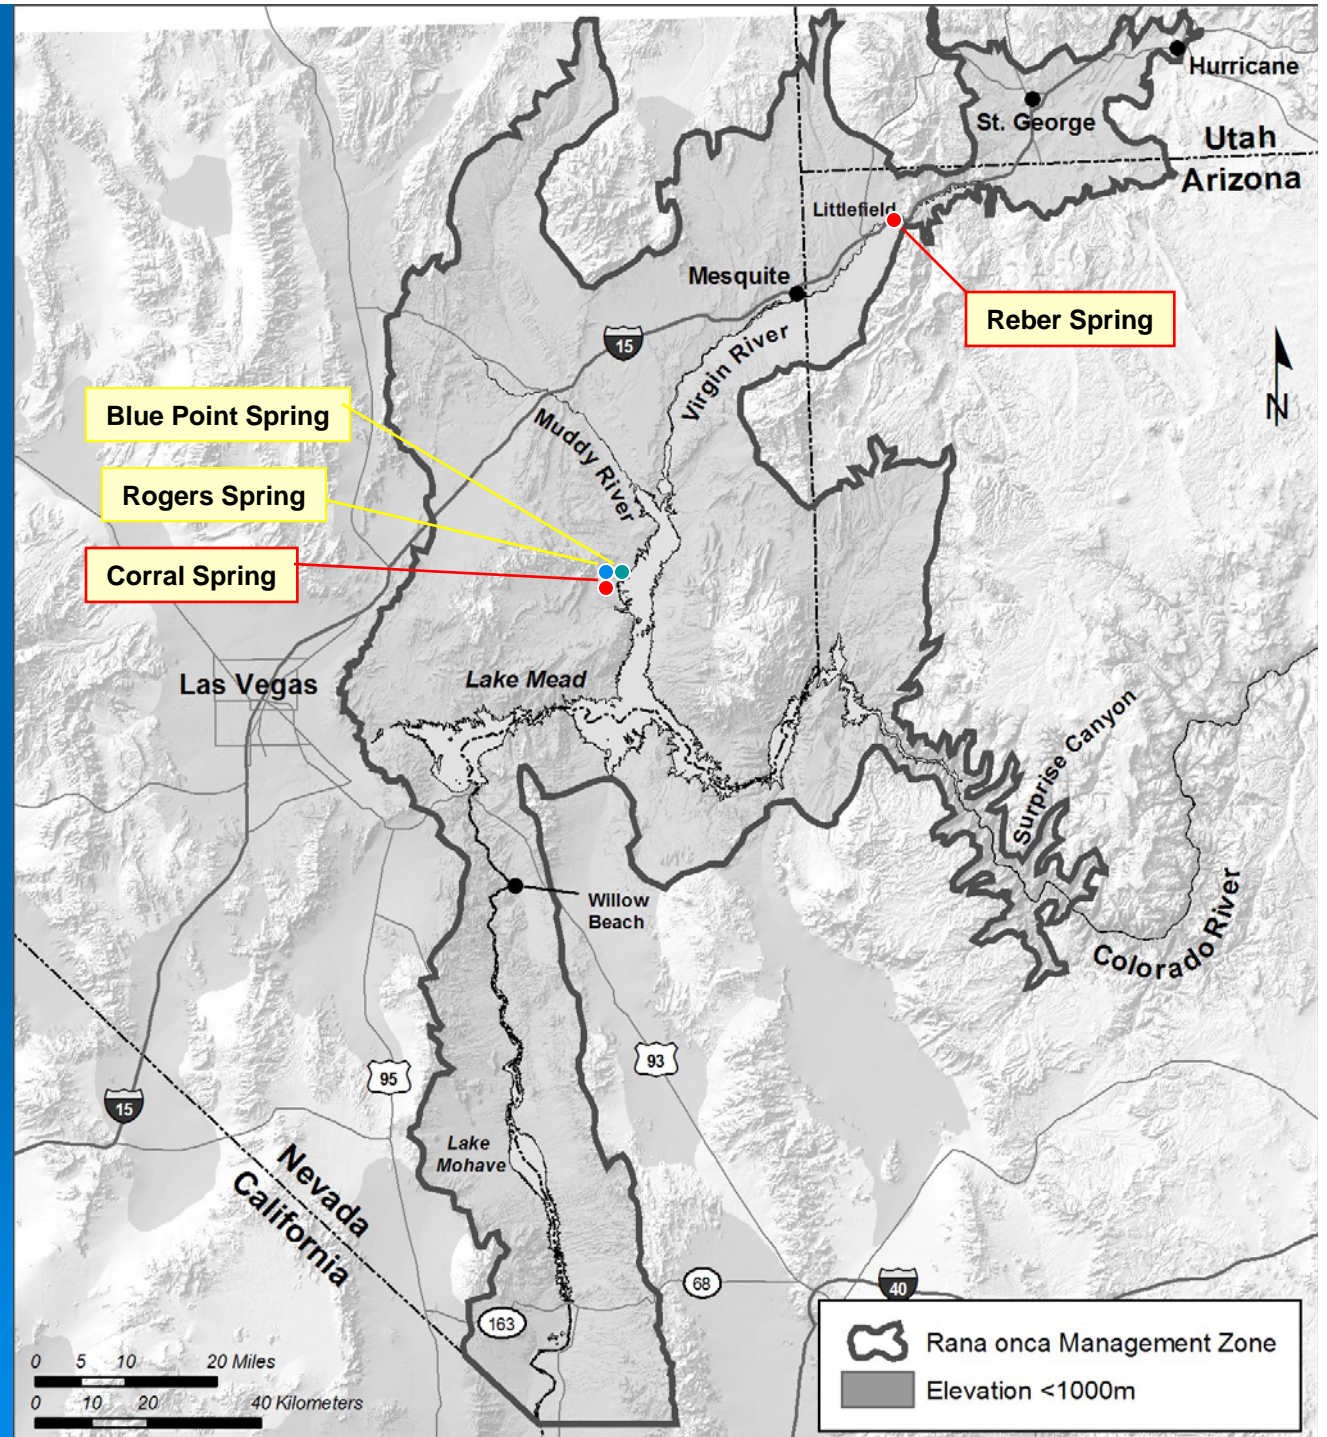 Hurricane
St. George
Utah
Arizona
Littlefield
Mesquite
Reber Spring
15
Virgin River
N
Blue Point Spring
Muddy River
Rogers Spring
Corral Spring
Las Vegas
Lake Mead
Surprise Canyon
Willow
Beach
Colorado River
93
95
15
Lake
Mohave
Nevada
California
68
40
163
Rana onca Management Zone
Elevation <1000m
0 5 10 20 Miles
0 10 20 40 Kilometers